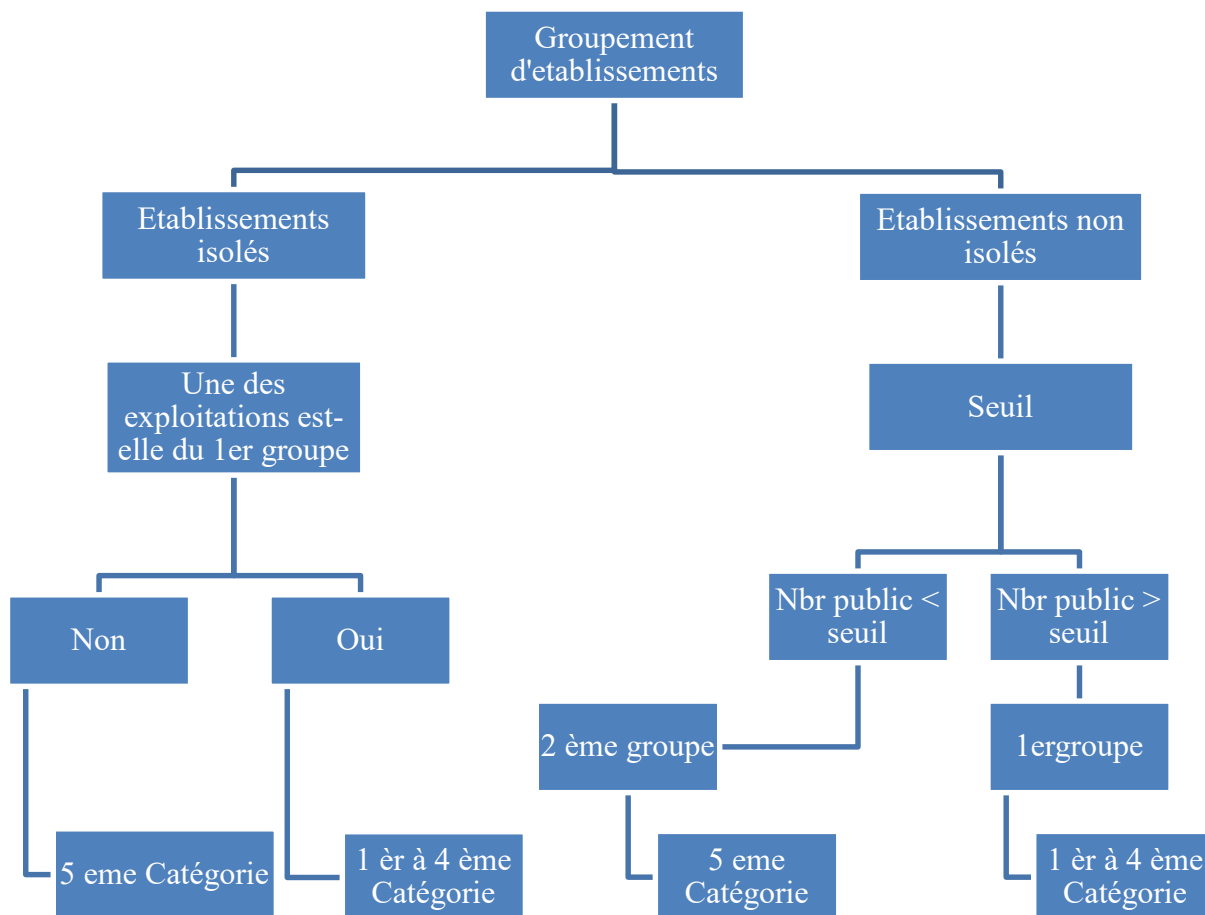 Groupement
d'etablissements
Etablissements
isolés
Etablissements non
isolés
Une des
exploitations est-
elle du 1er groupe
Seuil
Non
Oui
Nbr public <
seuil
Nbr public >
seuil
2 ème groupe
1ergroupe
5 eme Catégorie
1 èr à 4 ème
Catégorie
5 eme
Catégorie
1 èr à 4 ème
Catégorie